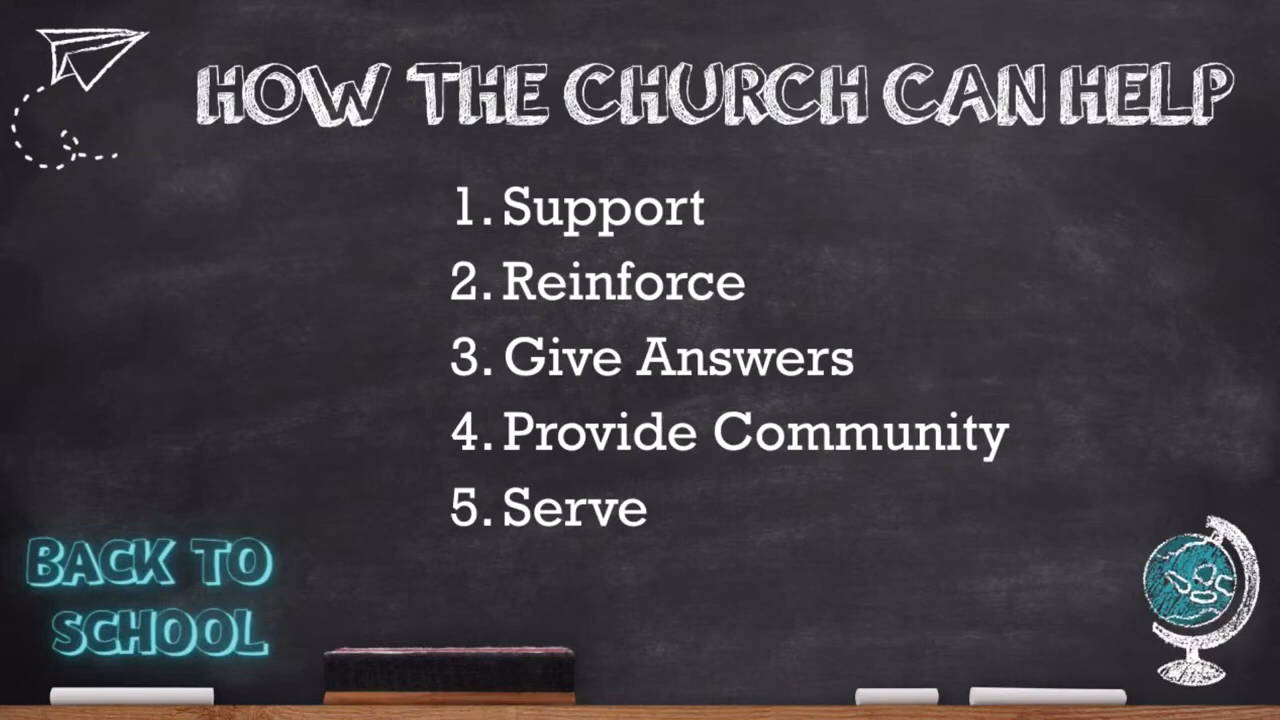 HOW THE CHURCH CAN HELP
1. Support
2. Reinforce
3. Give Answers
4. Provide Community
5. Serve
BACK TO
SCHOOL